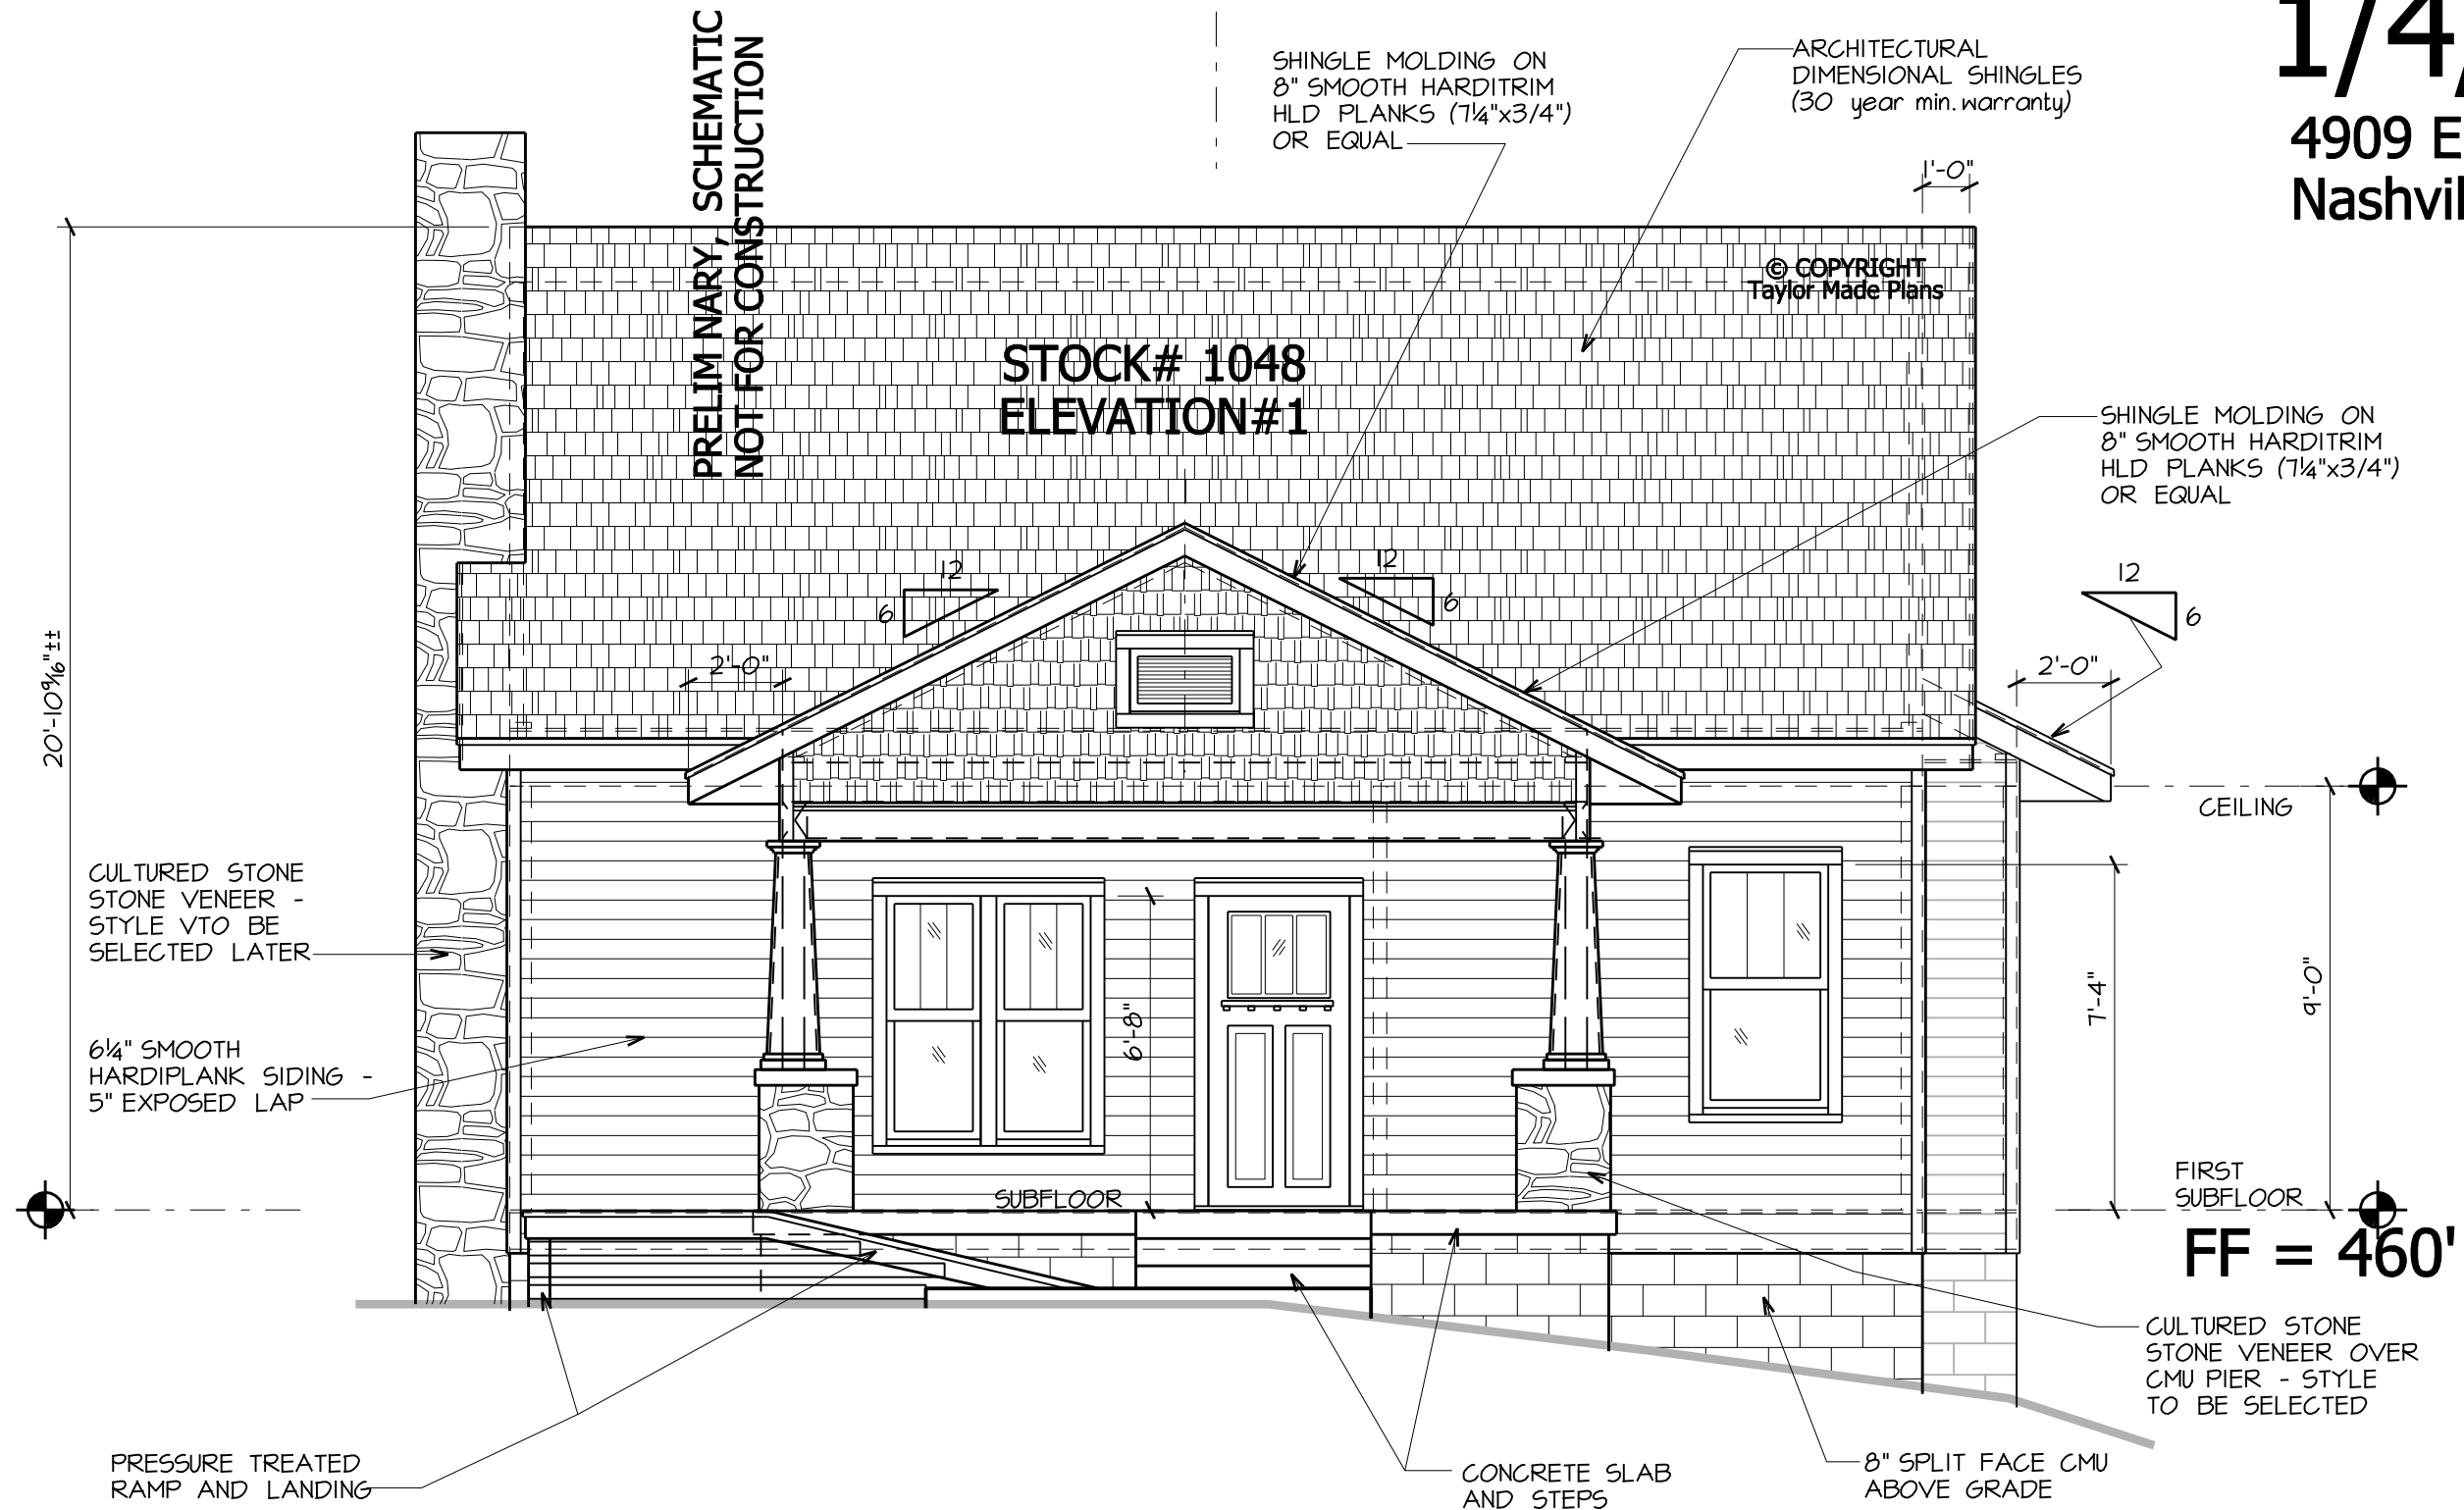 1/4/
4909 E
Nashvil
PRELIMINARY, SCHEMATIC
NOT FOR CONSTRUCTION
SHINGLE MOLDING ON
8" SMOOTH HARDITRIM
HLD PLANKS (7¼"x3/4")
OR EQUAL
ARCHITECTURAL
DIMENSIONAL SHINGLES
(30 year min. warranty)
1'-0"
© COPYRIGHT
Taylor Made Plans
STOCK# 1048
ELEVATION#1
SHINGLE MOLDING ON
8" SMOOTH HARDITRIM
HLD PLANKS (7¼"x3/4")
OR EQUAL
12
6
12
6
12
6
2'-0"
2'-0"
20'-10 9/16"±±
CEILING
CULTURED STONE
STONE VENEER -
STYLE VTO BE
SELECTED LATER
6¼" SMOOTH
HARDIPLANK SIDING -
5" EXPOSED LAP
6'-8"
7'-4"
9'-0"
SUBFLOOR
FIRST
SUBFLOOR
FF = 460'
CULTURED STONE
STONE VENEER OVER
CMU PIER - STYLE
TO BE SELECTED
PRESSURE TREATED
RAMP AND LANDING
CONCRETE SLAB
AND STEPS
8" SPLIT FACE CMU
ABOVE GRADE